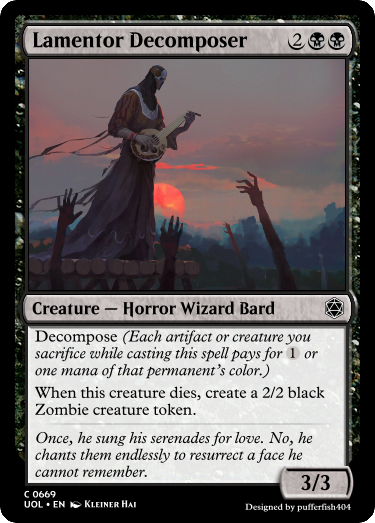 Lamentor Decomposer 2
Creature — Horror Wizard Bard
Decompose (Each artifact or creature you
sacrifice while casting this spell pays for 1 or
one mana of that permanent's color.)
When this creature dies, create a 2/2 black
Zombie creature token.
Once, he sung his serenades for love. No, he
chants them endlessly to resurrect a face he
cannot remember.
3/3
C 0669
UOL • EN Kleiner Hai
Designed by pufferfish404